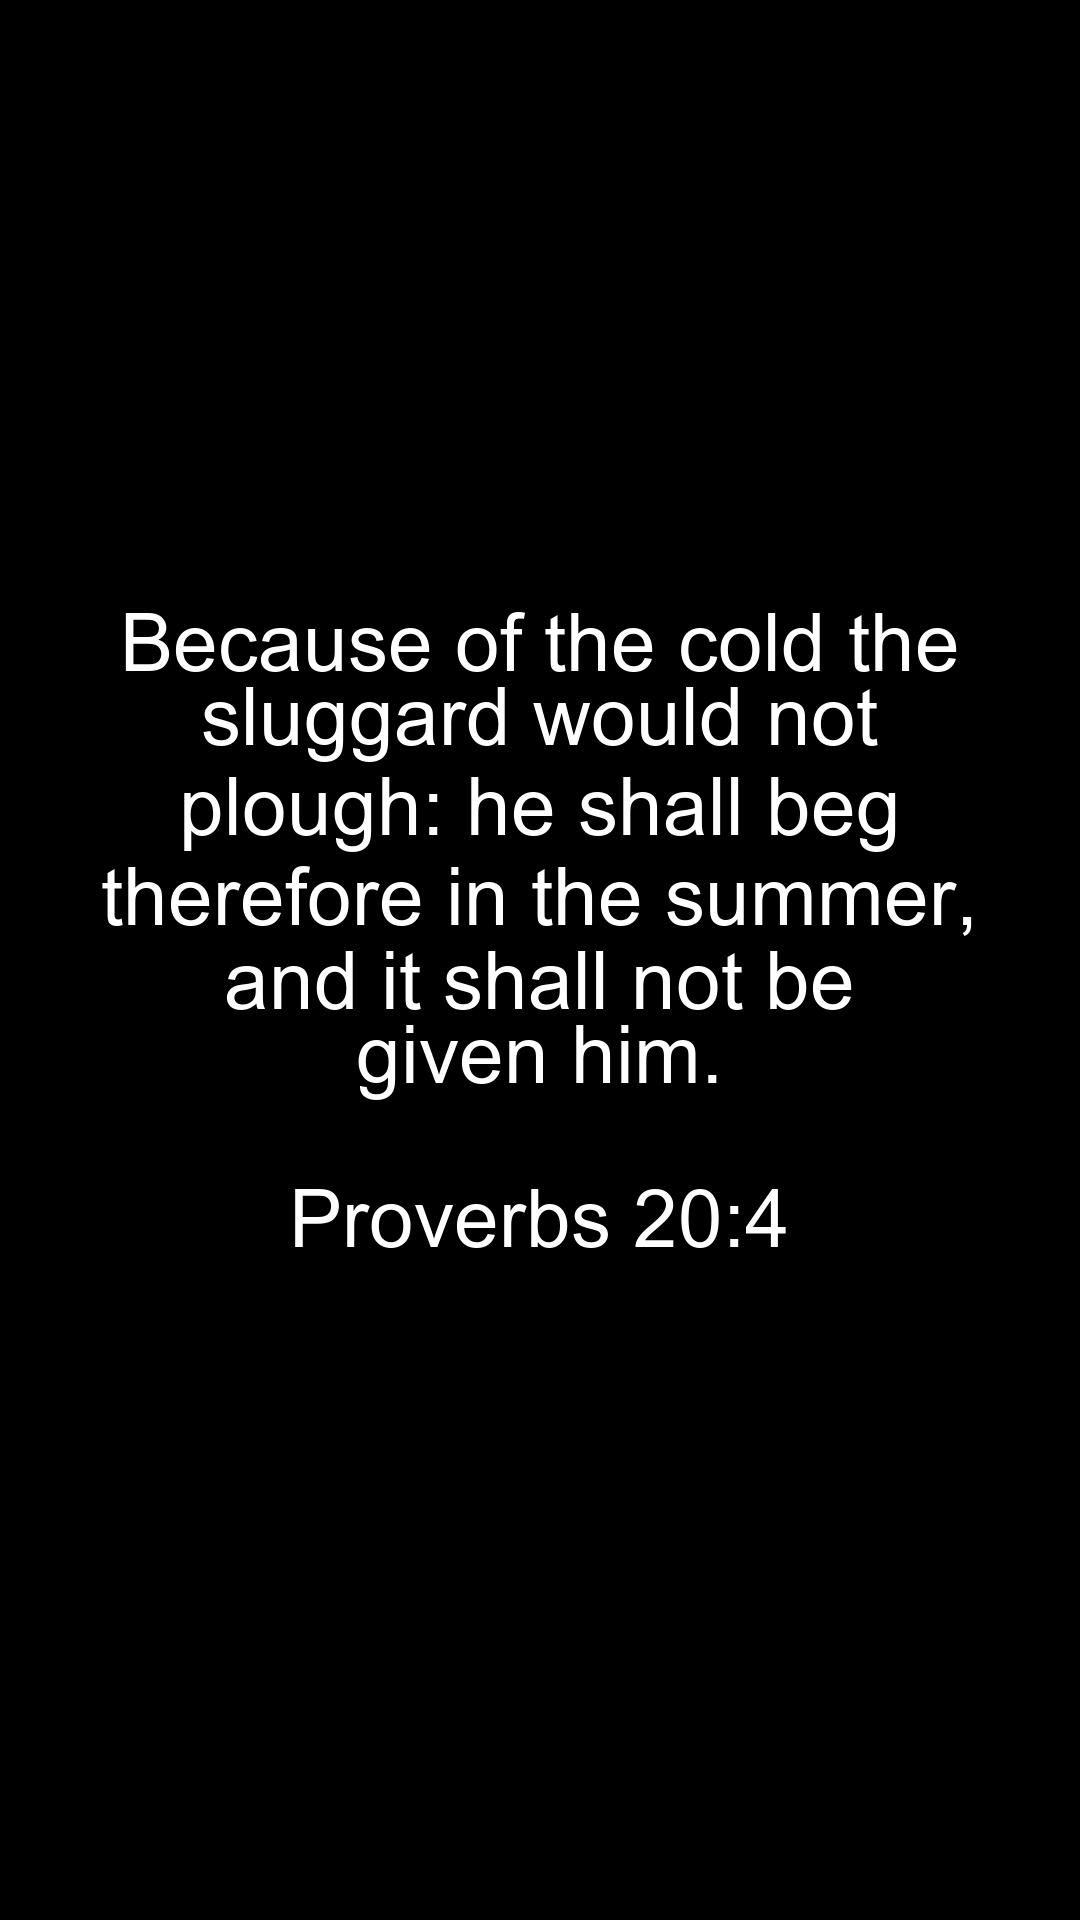 Because of the cold the
sluggard would not
plough: he shall beg
therefore in the summer,
and it shall not be
given him.
Proverbs 20:4